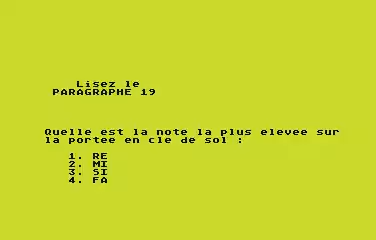 Lisez le
PARAGRAPHE 19
Quelle est la note la plus elevee sur
la portee en cle de sol :
1. RE
2. MI
3. SI
4. FA